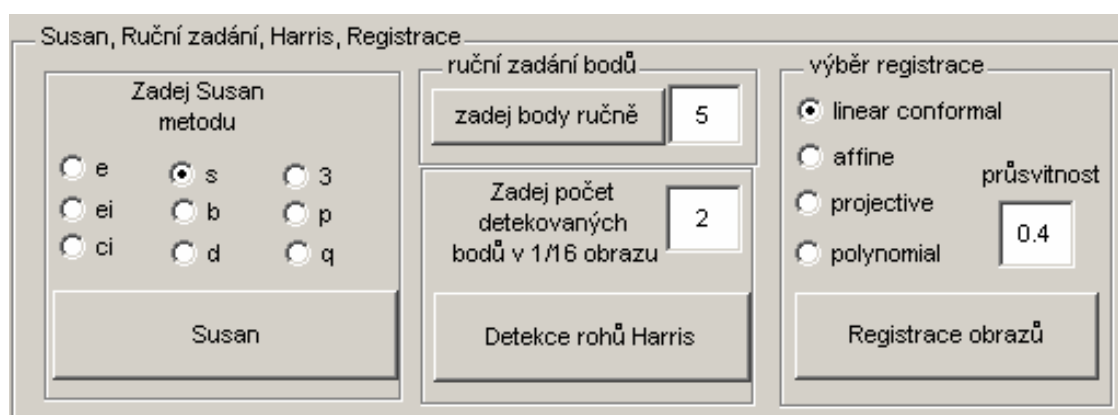 Susan, Ruční zadání, Harris, Registrace
Zadej Susan
metodu
e
s
3
ei
b
p
ci
d
q
Susan
ruční zadání bodů
zadej body ručně
5
Zadej počet
detekovaných
bodů v 1/16 obrazu
2
Detekce rohů Harris
výběr registrace
linear conformal
affine
projective
polynomial
průsvitnost
0.4
Registrace obrazů